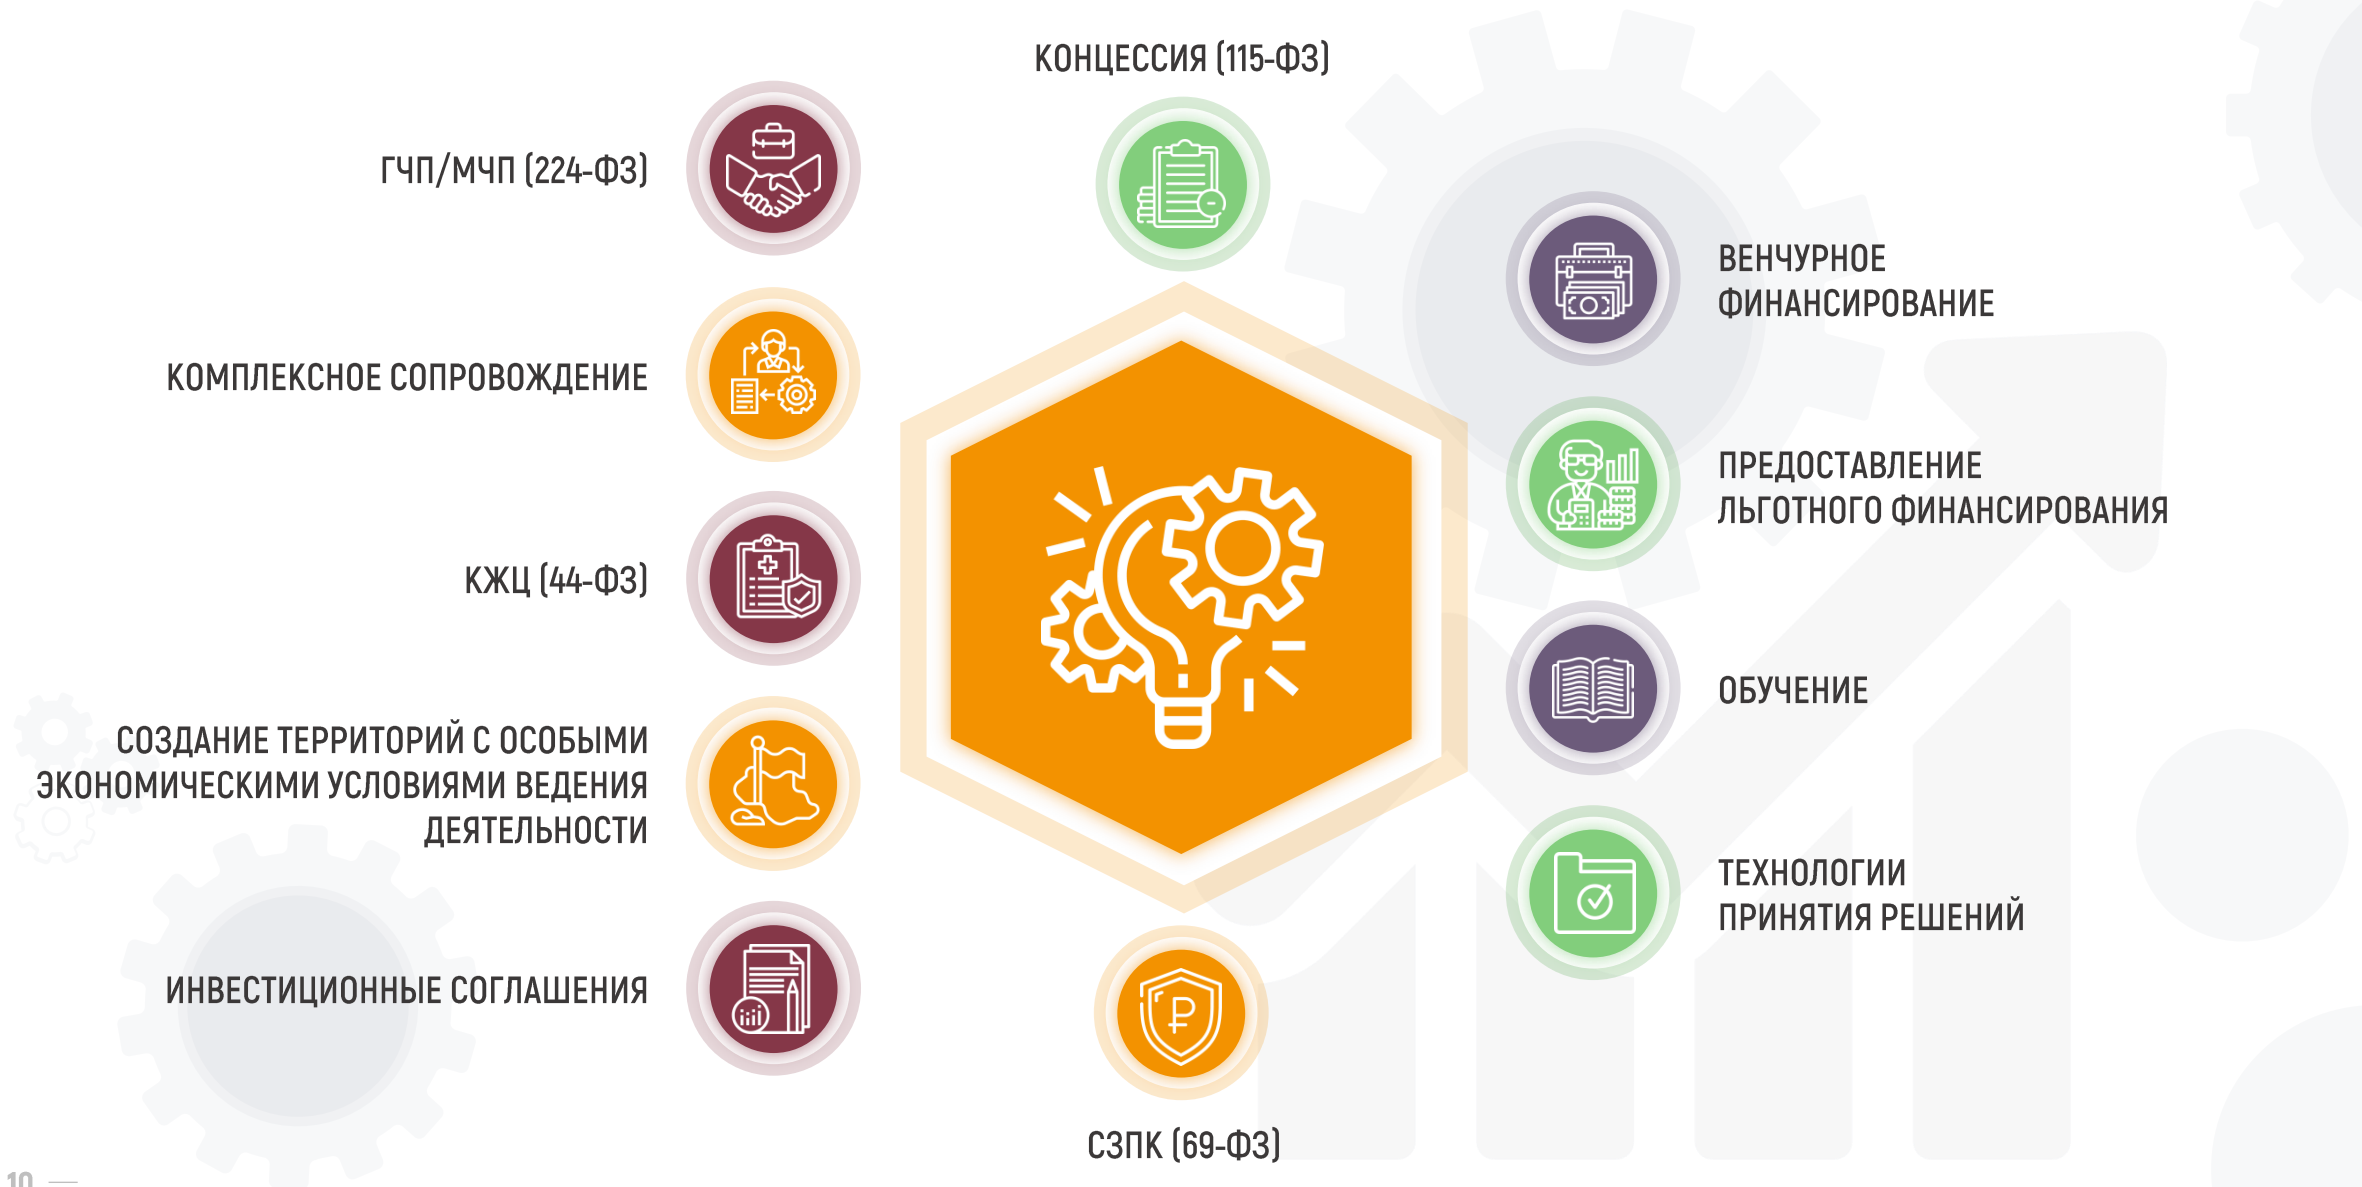 КОНЦЕССИЯ (115-ФЗ)
ГЧП/МЧП (224-ФЗ)
КОМПЛЕКСНОЕ СОПРОВОЖДЕНИЕ
КЖЦ (44-ФЗ)
СОЗДАНИЕ ТЕРРИТОРИЙ С ОСОБЫМИ
ЭКОНОМИЧЕСКИМИ УСЛОВИЯМИ ВЕДЕНИЯ
ДЕЯТЕЛЬНОСТИ
ИНВЕСТИЦИОННЫЕ СОГЛАШЕНИЯ
ВЕНЧУРНОЕ
ФИНАНСИРОВАНИЕ
ПРЕДОСТАВЛЕНИЕ
ЛЬГОТНОГО ФИНАНСИРОВАНИЯ
ОБУЧЕНИЕ
ТЕХНОЛОГИИ
ПРИНЯТИЯ РЕШЕНИЙ
СЗПК (69-ФЗ)
10